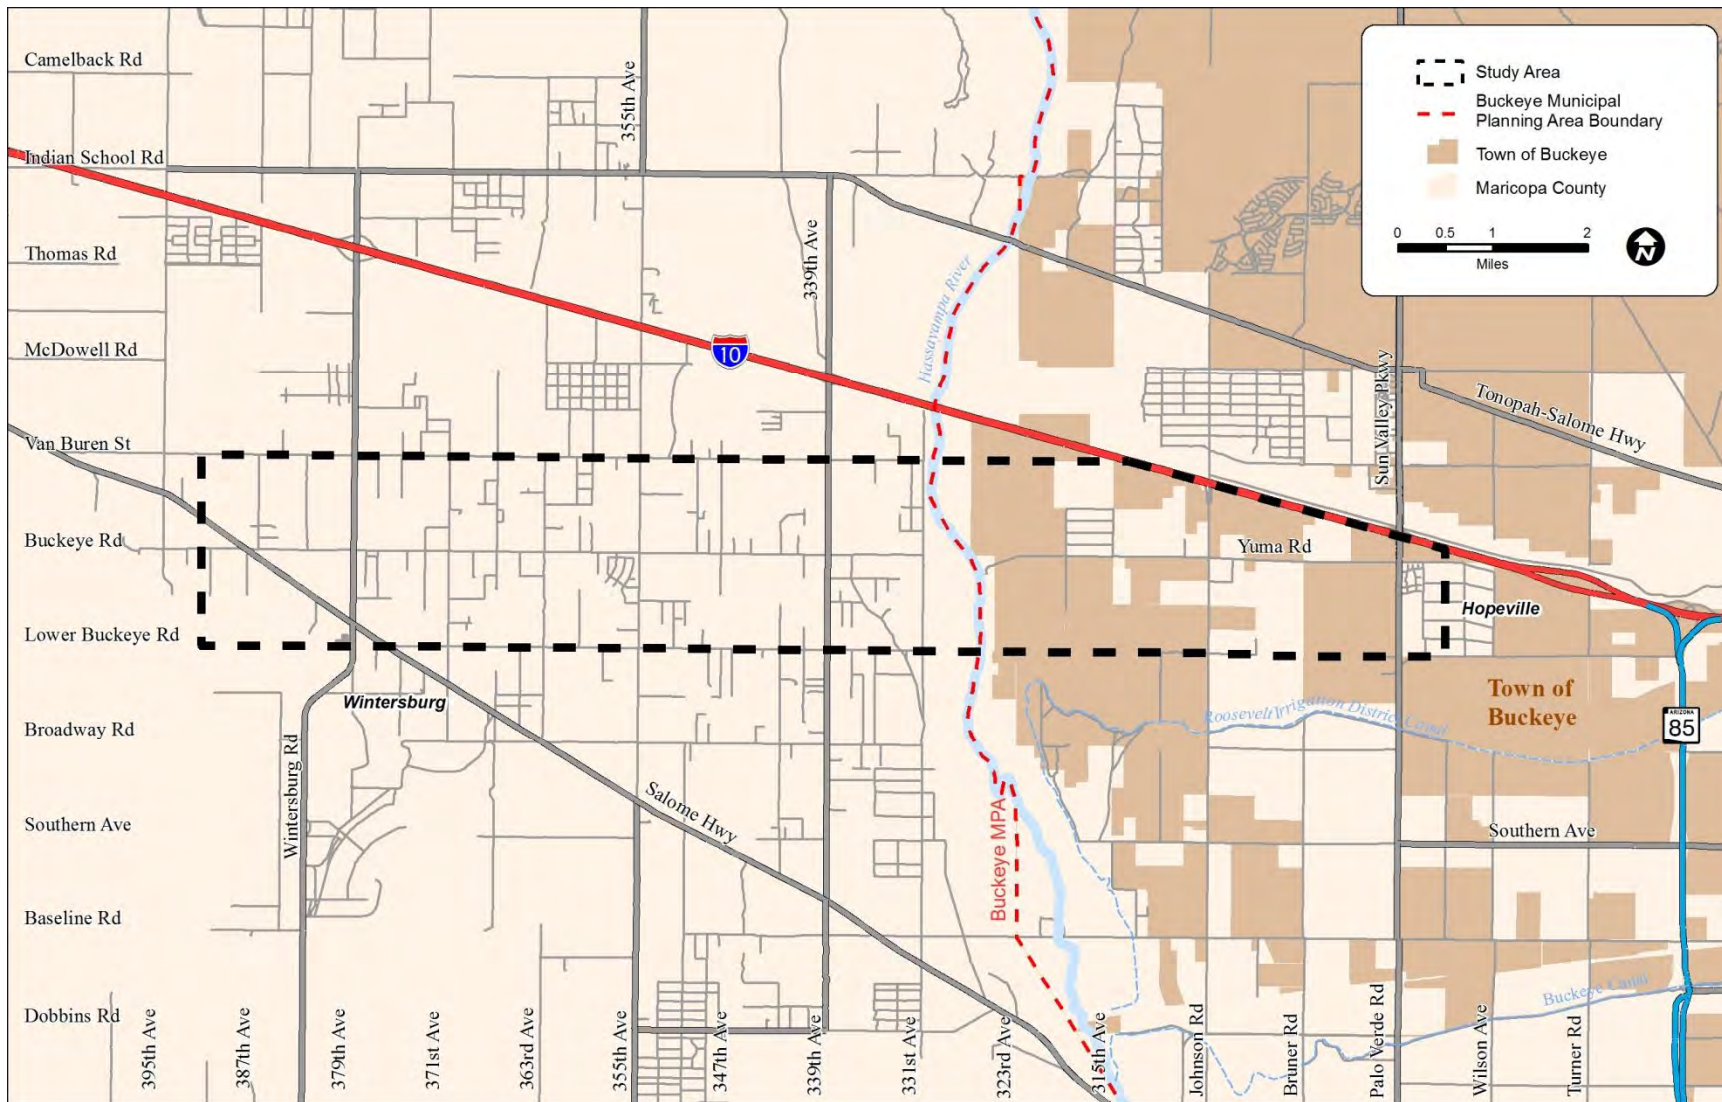 Camelback Rd
Indian School Rd
Thomas Rd
McDowell Rd
Van Buren St
Buckeye Rd
Lower Buckeye Rd
Broadway Rd
Southern Ave
Baseline Rd
Dobbins Rd
355th Ave
339th Ave
Hassayampa River
10
Study Area
Buckeye Municipal
Planning Area Boundary
Town of Buckeye
Maricopa County
0 0.5 1 2
Miles
N
Sun Valley Pkwy
Tonopah-Salome Hwy
Yuma Rd
Hopeville
Wintersburg
Wintersburg Rd
Salome Hwy
Buckeye MPA
Roosevelt Irrigation District Canal
Town of
Buckeye
ARIZONA
85
Southern Ave
Buckeye Canal
395th Ave
387th Ave
379th Ave
371st Ave
363rd Ave
355th Ave
347th Ave
339th Ave
331st Ave
323rd Ave
315th Ave
Johnson Rd
Bruner Rd
Palo Verde Rd
Wilson Ave
Turner Rd